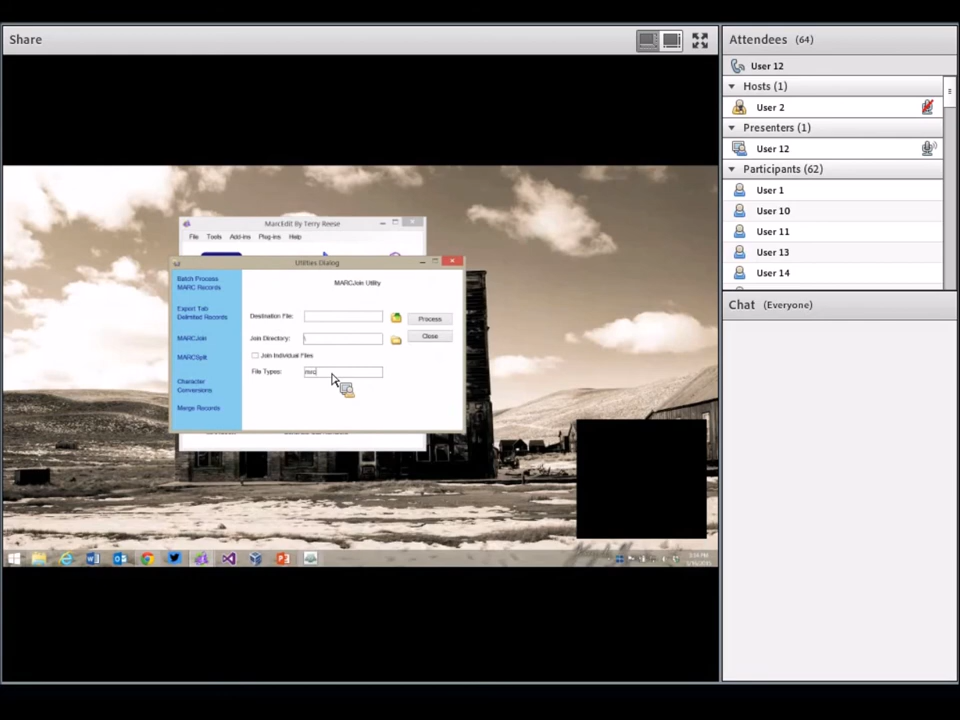 Share
Attendees (64)
User 12
Hosts (1)
User 2
Presenters (1)
User 12
Participants (62)
User 1
User 10
User 11
User 13
User 14
Chat (Everyone)
MarcEdit By Terry Reese
File Tools Add-ins Plug-ins Help
Utilities Dialog
Batch Process
MARC Records
Export Tab
Delimited Records
MARCJoin
MARCSplit
Character
Conversions
Merge Records
MARCJoin Utility
Destination File:
Process
Join Directory: \
Close
Join Individual Files
File Types: